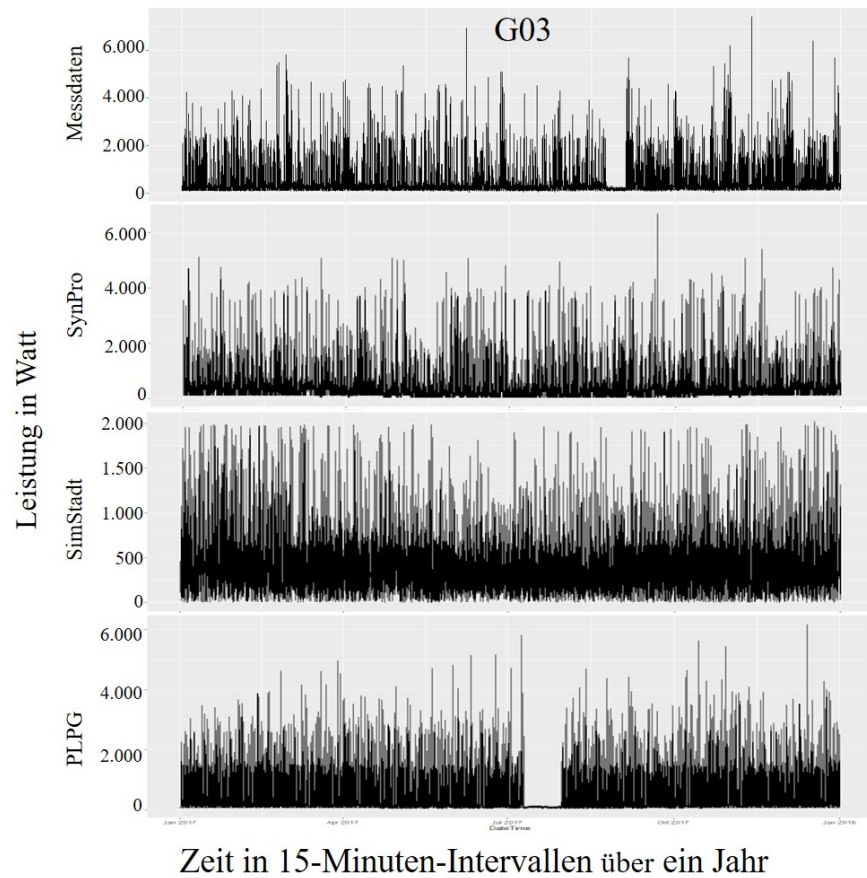 G03
Leistung in Watt
Messdaten
6.000
4.000
2.000
0
SynPro
6.000
4.000
2.000
0
SimStadt
2.000
1.500
1.000
500
0
PLPG
6.000
4.000
2.000
0
Jan 2017 Apr 2017 Jul 2017 Okt 2017 Jan 2018
DateTime
Zeit in 15-Minuten-Intervallen über ein Jahr